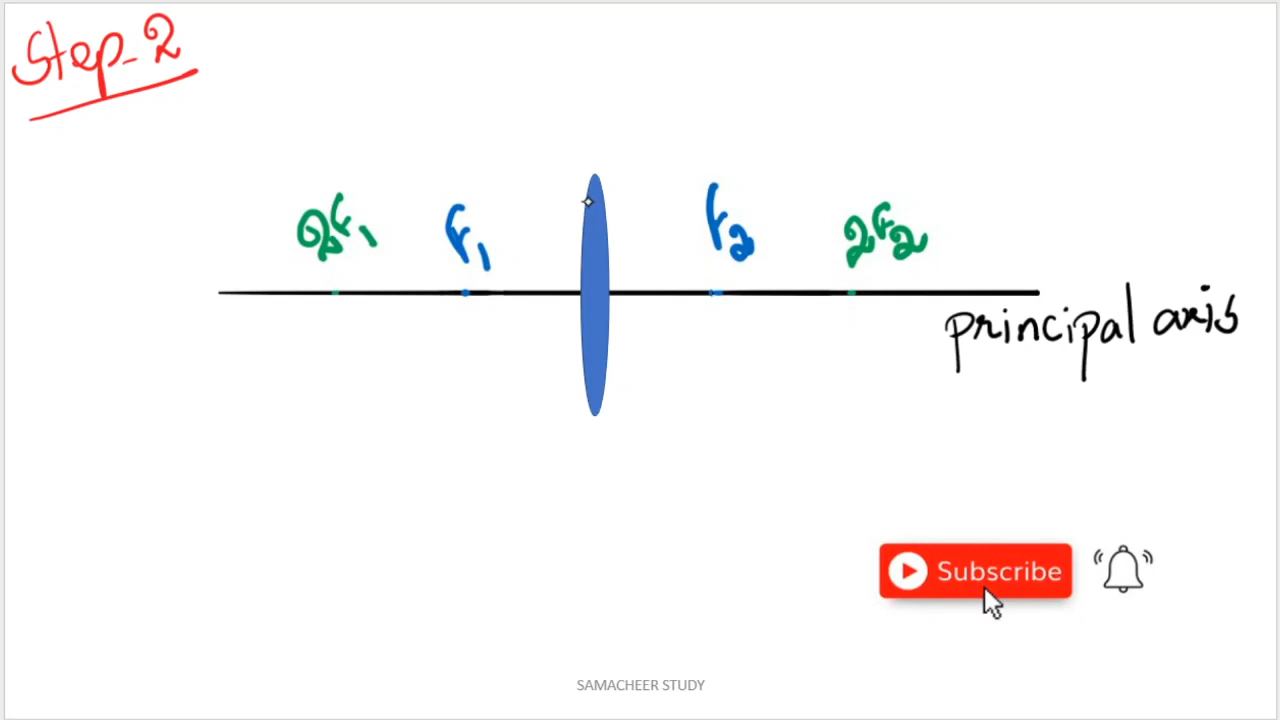 Step-2
2F1
F1
F2
2F2
principal axis
Subscribe
SAMACHEER STUDY